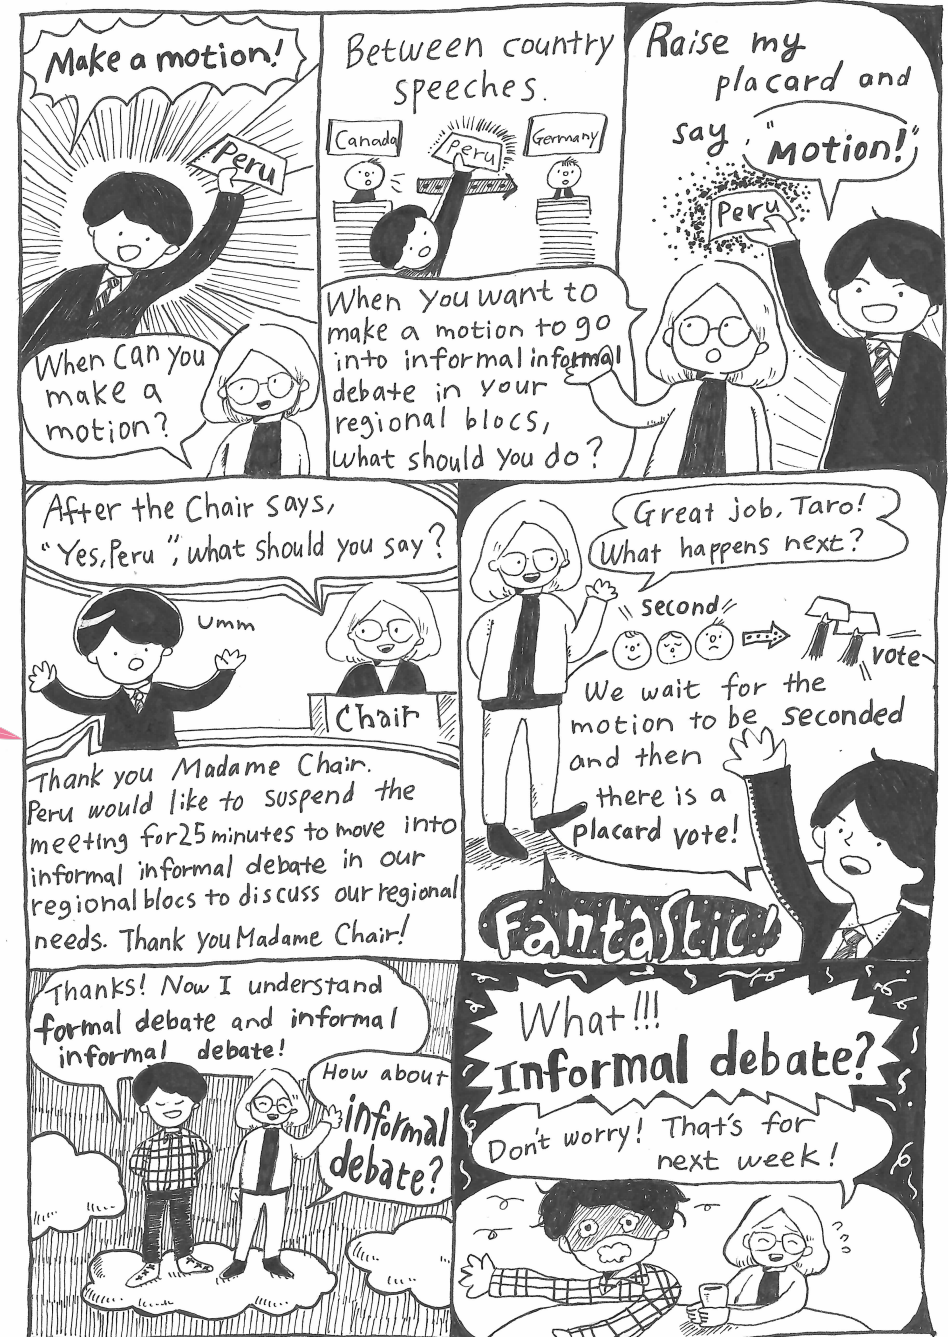 Make a motion!
Peru
When can you
make a
motion?
Between country
speeches.
Canada
Peru
Germany
When you want to
make a motion to go
into informal informal
debate in your
regional blocs,
what should you do?
Raise my
placard and
say "Motion!"
Peru
After the Chair says,
"Yes, Peru", what should you say?
Umm
Chair
Thank you Madame Chair.
Peru would like to suspend the
meeting for 25 minutes to move into
informal informal debate in our
regional blocs to discuss our regional
needs. Thank you Madame Chair!
Great job, Taro!
What happens next?
second
vote
We wait for the
motion to be seconded
and then
there is a
placard vote!
Fantastic!
Thanks! Now I understand
formal debate and informal
informal debate!
How about
informal
debate?
What!!!
Informal debate?
Don't worry! That's for
next week!